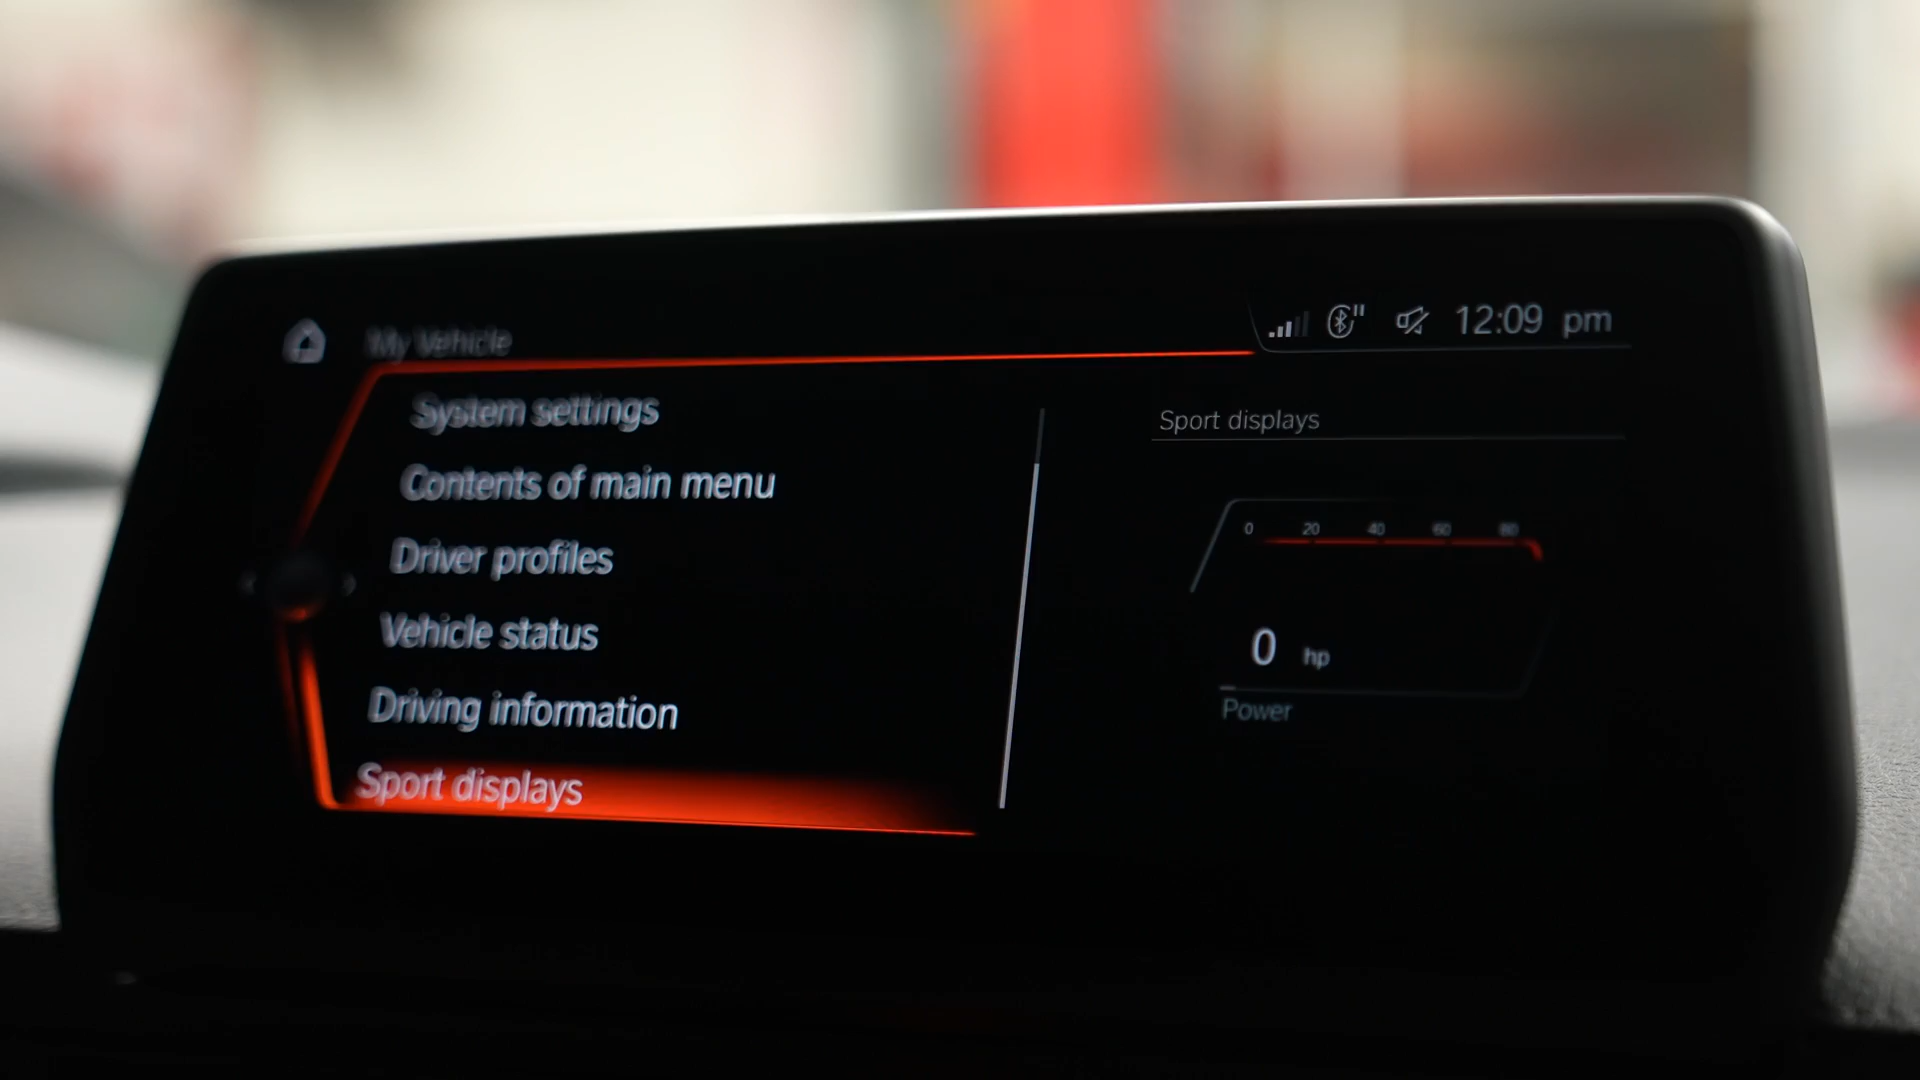 My Vehicle
12:09 pm
System settings
Contents of main menu
Driver profiles
Vehicle status
Driving information
Sport displays
Sport displays
0 20 40 60 80
0 hp
Power